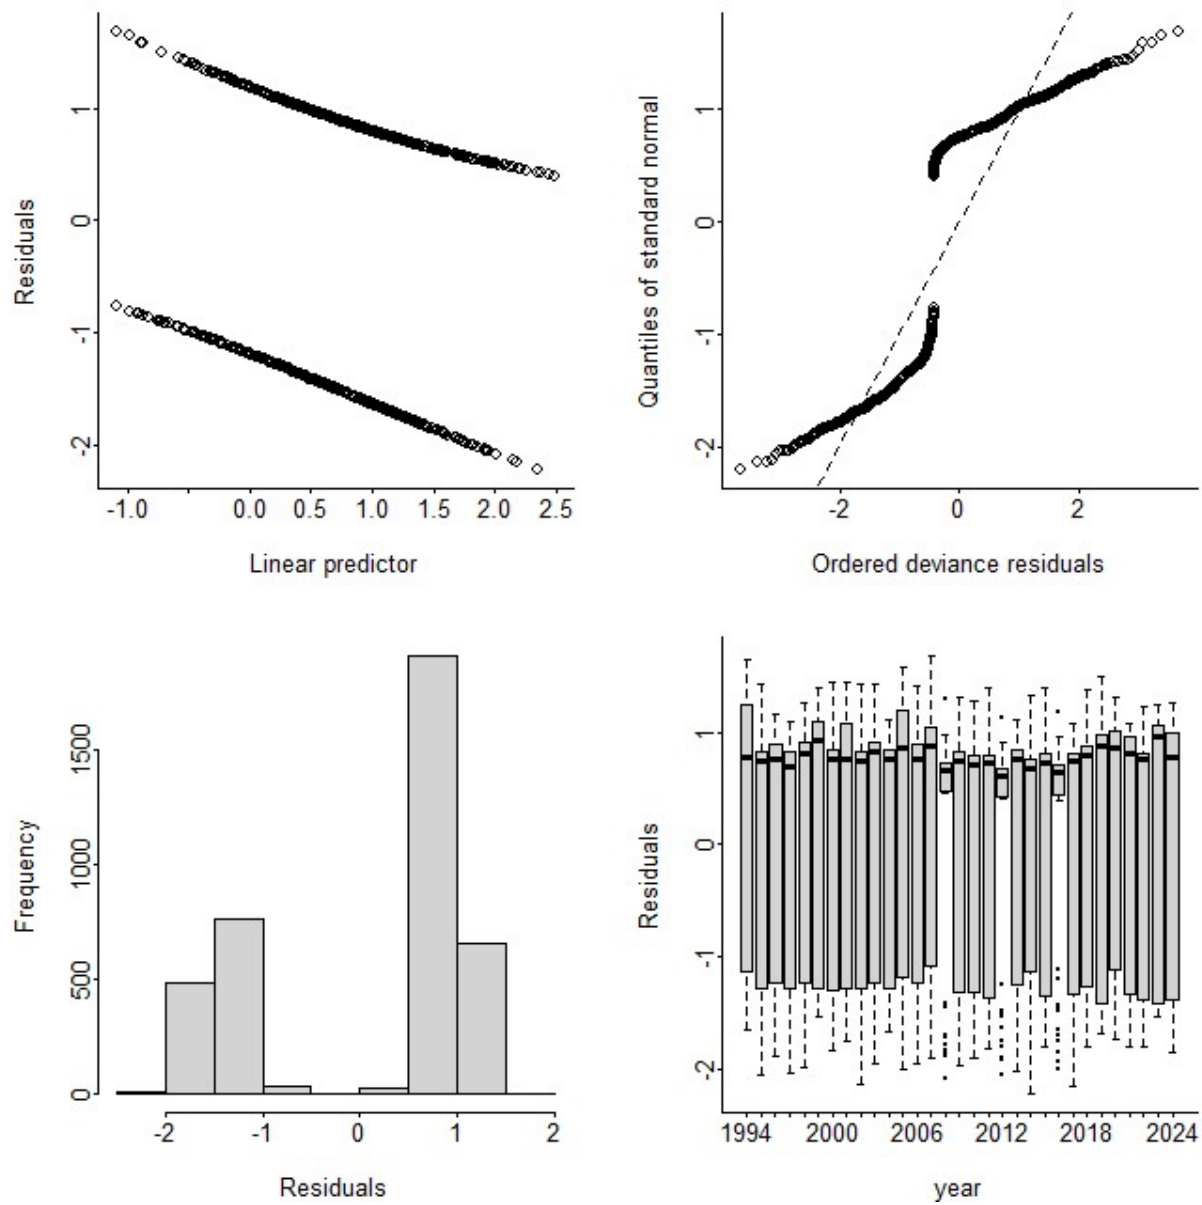 1
0
-1
-2
Residuals
-1.0 0.0 0.5 1.0 1.5 2.0 2.5
Linear predictor
1
0
-1
-2
Quantiles of standard normal
-2 0 2
Ordered deviance residuals
1500
1000
500
0
Frequency
-2 -1 0 1 2
Residuals
1
0
-1
-2
Residuals
1994 2000 2006 2012 2018 2024
year